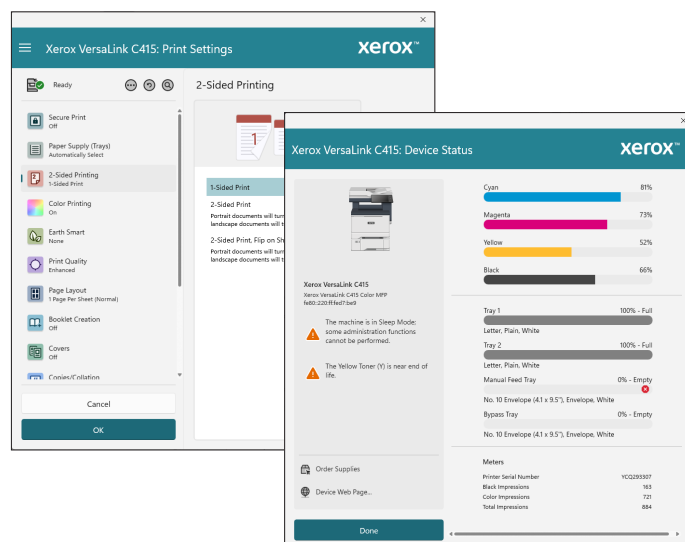 Xerox VersaLink C415: Print Settings
xerox™
Ready
2-Sided Printing
Secure Print
Off
Paper Supply (Trays)
Automatically Select
2-Sided Printing
1-Sided Print
Color Printing
On
Earth Smart
None
Print Quality
Enhanced
Page Layout
1 Page Per Sheet (Normal)
Booklet Creation
Off
Covers
Off
Copies/Collation
Cancel
OK
1
1-Sided Print
2-Sided Print
Portrait documents will turn
landscape documents will t
2-Sided Print, Flip on Sh
Portrait documents will turn
landscape documents will t
Xerox VersaLink C415: Device Status
xerox™
Xerox VersaLink C415
Xerox VersaLink C415 Color MFP
fe80::220:ff:fed7:be9
The machine is in Sleep Mode;
some administration functions
cannot be performed.
The Yellow Toner (Y) is near end of
life.
Order Supplies
Device Web Page...
Done
Cyan 81%
Magenta 73%
Yellow 52%
Black 66%
Tray 1 100% - Full
Letter, Plain, White
Tray 2 100% - Full
Letter, Plain, White
Manual Feed Tray 0% - Empty
No. 10 Envelope (4.1 x 9.5"), Envelope, White
Bypass Tray 0% - Empty
No. 10 Envelope (4.1 x 9.5"), Envelope, White
Meters
Printer Serial Number YCQ293307
Black Impressions 163
Color Impressions 721
Total Impressions 884